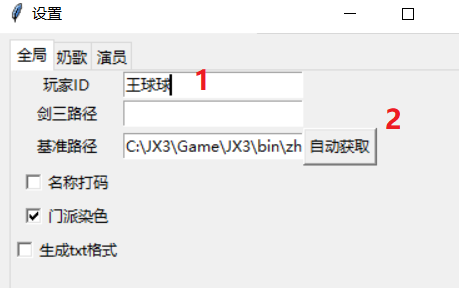 设置
全局 奶歌 演员
玩家ID 王球球 1
剑三路径
2
基准路径 C:\JX3\Game\JX3\bin\zh 自动获取
名称打码
门派染色
生成txt格式